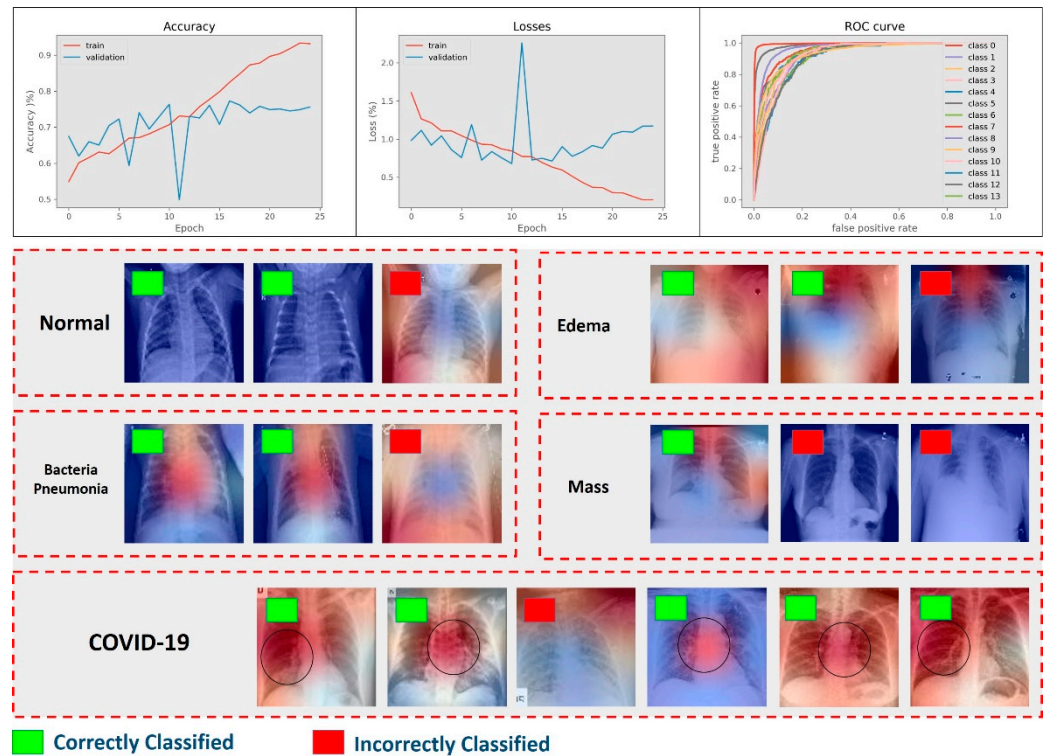 Accuracy
train
validation
Accuracy )%)
0.9
0.8
0.7
0.6
0.5
0
5
10
15
20
25
Epoch
Losses
train
validation
Loss (%)
2.0
1.5
1.0
0.5
0
5
10
15
20
25
Epoch
ROC curve
true positive rate
1.0
0.8
0.6
0.4
0.2
0.0
class 0
class 1
class 2
class 3
class 4
class 5
class 6
class 7
class 8
class 9
class 10
class 11
class 12
class 13
0.0
0.2
0.4
0.6
0.8
1.0
false positive rate
Normal
Edema
Bacteria
Pneumonia
Mass
COVID-19
Correctly Classified
Incorrectly Classified